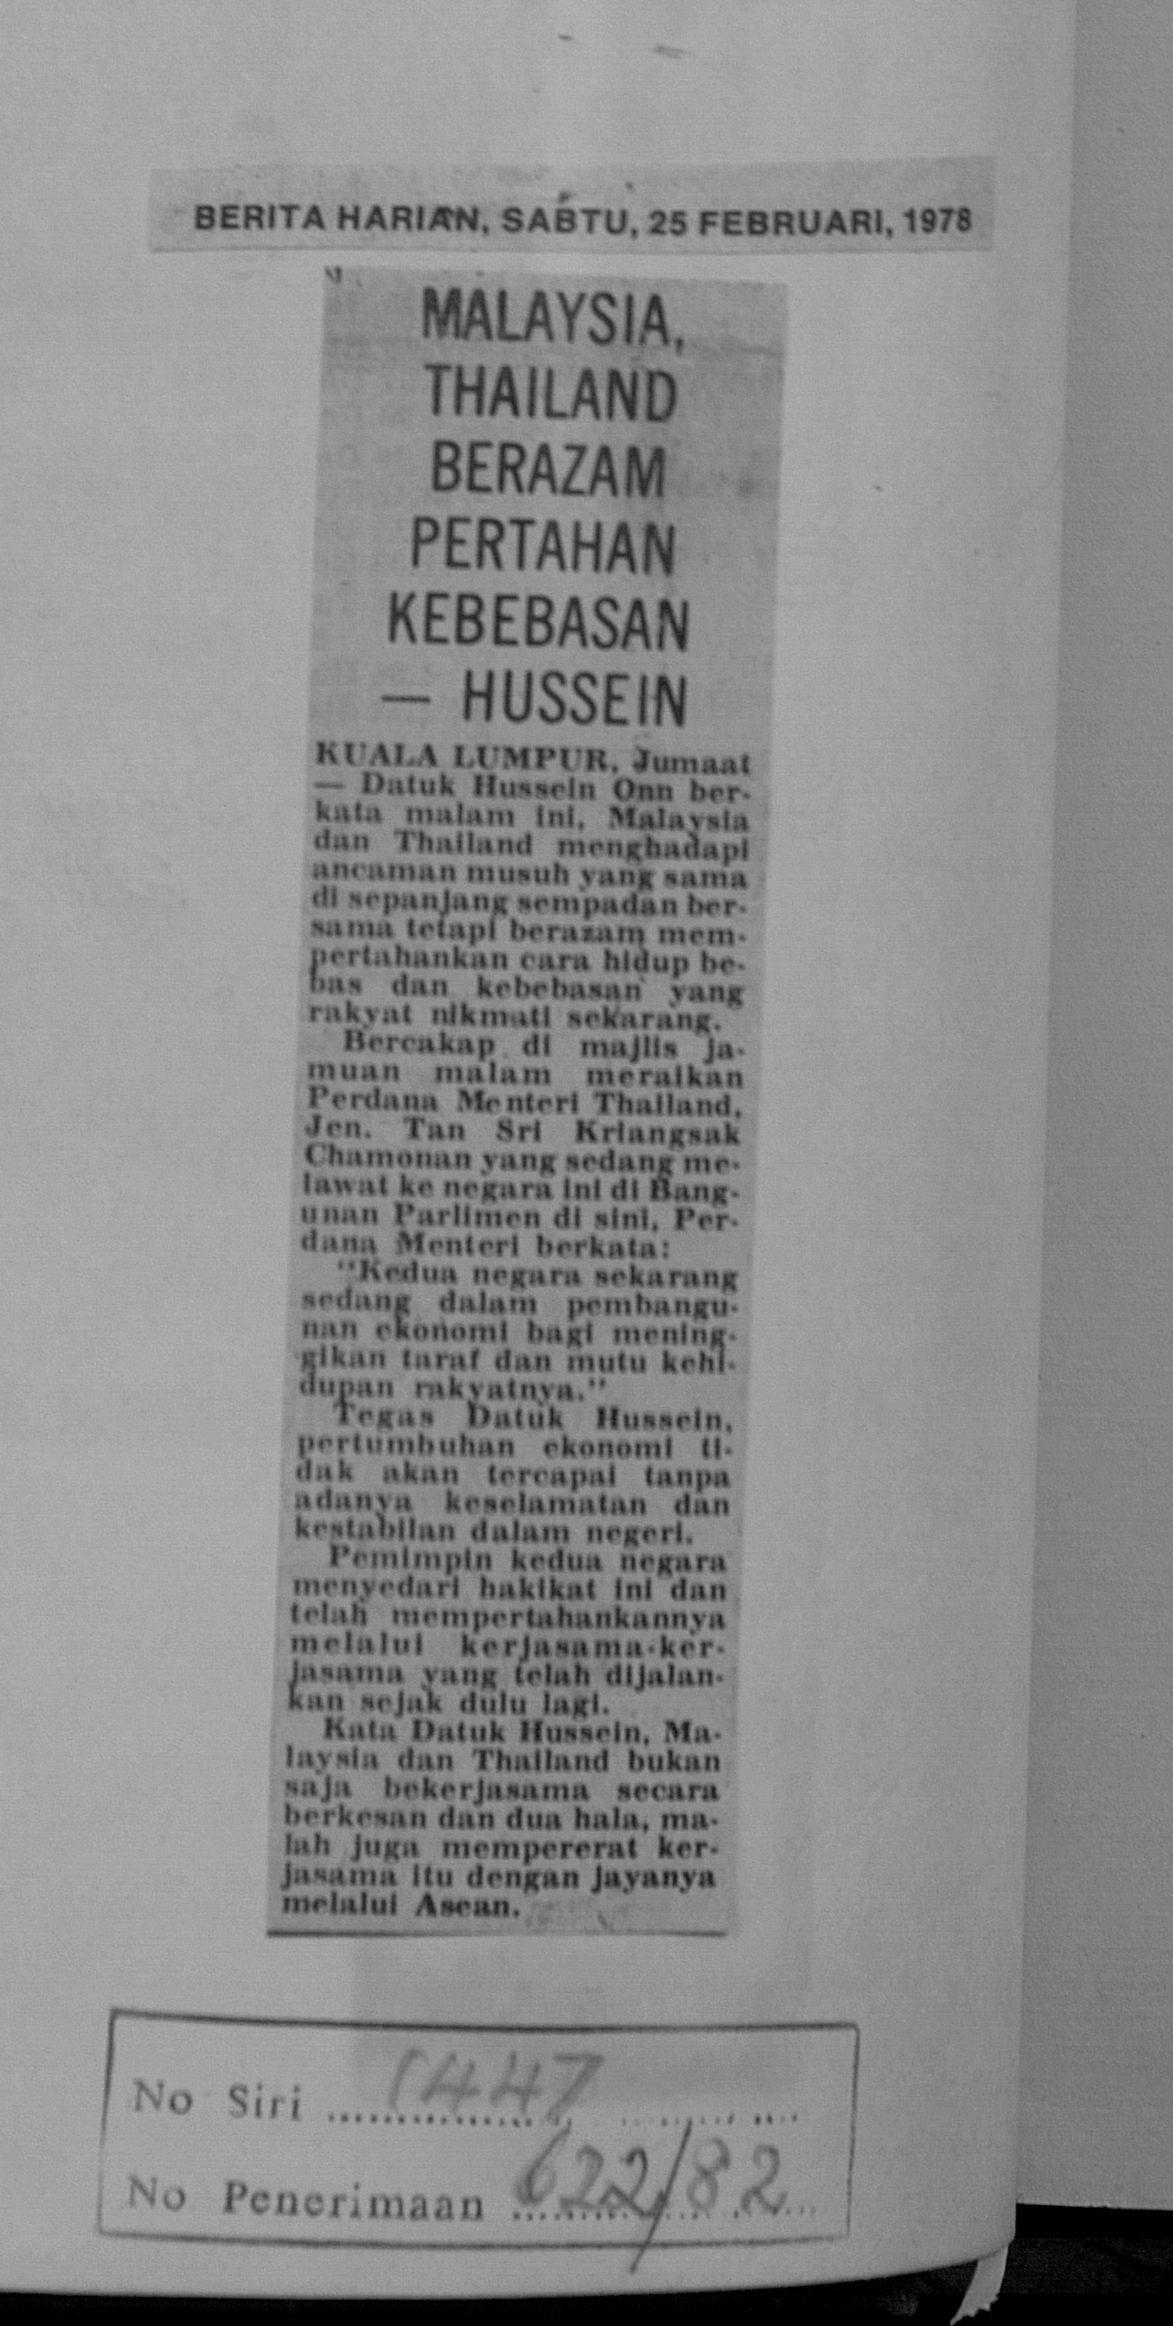 BERITA HARIAN, SABTU, 25 FEBRUARI, 1978
MALAYSIA,
THAILAND
BERAZAM
PERTAHAN
KEBEBASAN
— HUSSEIN
KUALA LUMPUR, Jumaat
— Datuk Hussein Onn ber-
kata malam ini, Malaysia
dan Thailand menghadapi
ancaman musuh yang sama
di sepanjang sempadan ber-
sama tetapi berazam mem-
pertahankan cara hidup be-
bas dan kebebasan yang
rakyat nikmati sekarang.
Bercakap di majlis ja-
muan malam meraikan
Perdana Menteri Thailand,
Jen. Tan Sri Kriangsak
Chamonan yang sedang me-
lawat ke negara ini di Bang-
unan Parlimen di sini, Per-
dana Menteri berkata:
"Kedua negara sekarang
sedang dalam pembangu-
nan ekonomi bagi mening-
gikan taraf dan mutu kehi-
dupan rakyatnya."
Tegas Datuk Hussein,
pertumbuhan ekonomi ti-
dak akan tercapai tanpa
adanya keselamatan dan
kestabilan dalam negeri.
Pemimpin kedua negara
menyedari hakikat ini dan
telah mempertahankannya
melalui kerjasama-ker-
jasama yang telah dijalan-
kan sejak dulu lagi.
Kata Datuk Hussein, Ma-
laysia dan Thailand bukan
saja bekerjasama secara
berkesan dan dua hala, ma-
lah juga mempererat ker-
jasama itu dengan jayanya
melalui Asean.
No Siri 1447
No Penerimaan 622/82